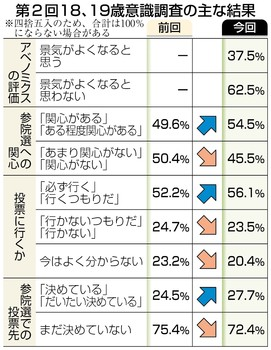 第2回18、19歳意識調査の主な結果
※四捨五入のため、合計は100%
にならない場合がある
前回
今回
アベノミクス
の評価
景気がよくなると
思う
—
37.5%
景気がよくなると
思わない
—
62.5%
参院選への
関心
「関心がある」
「ある程度関心がある」
49.6%
54.5%
「あまり関心がない」
「関心がない」
50.4%
45.5%
投票に行くか
「必ず行く」
「行くつもりだ」
52.2%
56.1%
「行かないつもりだ」
「行かない」
24.7%
23.5%
今はよく分からない
23.2%
20.4%
参院選での
投票先
「決めている」
「だいたい決めている」
24.5%
27.7%
まだ決めていない
75.4%
72.4%